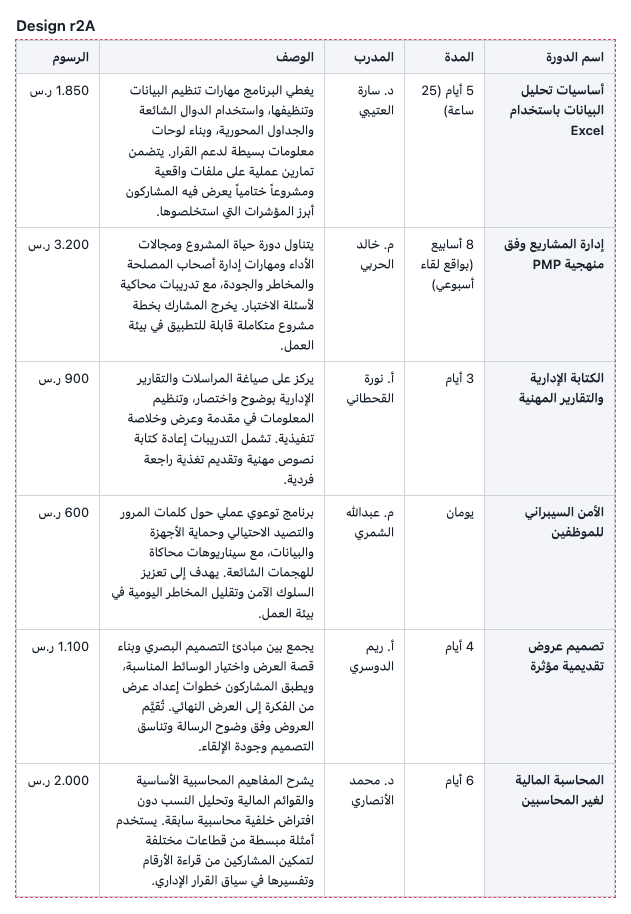 Design r2A
اسم الدورة	المدة	المدرب	الوصف	الرسوم
أساسيات تحليل
البيانات باستخدام
Excel
5 أيام (25
ساعة)
د. سارة
العتيبي
يغطي البرنامج مهارات تنظيم البيانات
وتنظيفها، واستخدام الدوال الشائعة
والجداول المحورية، وبناء لوحات
معلومات بسيطة لدعم القرار. يتضمن
تمارين عملية على ملفات واقعية
ومشروعاً ختامياً يعرض فيه المشاركون
أبرز المؤشرات التي استخلصوها.
1.850 ر.س
إدارة المشاريع وفق
منهجية PMP
8 أسابيع
(بواقع لقاء
أسبوعي)
م. خالد
الحربي
يتناول دورة حياة المشروع ومجالات
الأداء ومهارات إدارة أصحاب المصلحة
والمخاطر والجودة، مع تدريبات محاكية
لأسئلة الاختبار. يخرج المشارك بخطة
مشروع متكاملة قابلة للتطبيق في بيئة
العمل.
3.200 ر.س
الكتابة الإدارية
والتقارير المهنية
3 أيام
أ. نورة
القحطاني
يركز على صياغة المراسلات والتقارير
الإدارية بوضوح واختصار، وتنظيم
المعلومات في مقدمة وعرض وخلاصة
تنفيذية. تشمل التدريبات إعادة كتابة
نصوص مهنية وتقديم تغذية راجعة
فردية.
900 ر.س
الأمن السيبراني
للموظفين
يومان
م. عبدالله
الشمري
برنامج توعوي عملي حول كلمات المرور
والتصيد الاحتيالي وحماية الأجهزة
والبيانات، مع سيناريوهات محاكاة
للهجمات الشائعة. يهدف إلى تعزيز
السلوك الآمن وتقليل المخاطر اليومية في
بيئة العمل.
600 ر.س
تصميم عروض
تقديمية مؤثرة
4 أيام
أ. ريم
الدوسري
يجمع بين مبادئ التصميم البصري وبناء
قصة العرض واختيار الوسائط المناسبة،
ويطبق المشاركون خطوات إعداد عرض
من الفكرة إلى العرض النهائي. تُقيَّم
العروض وفق وضوح الرسالة وتناسق
التصميم وجودة الإلقاء.
1.100 ر.س
المحاسبة المالية
لغير المحاسبين
6 أيام
د. محمد
الأنصاري
يشرح المفاهيم المحاسبية الأساسية
والقوائم المالية وتحليل النسب دون
افتراض خلفية محاسبية سابقة. يستخدم
أمثلة مبسطة من قطاعات مختلفة
لتمكين المشاركين من قراءة الأرقام
وتفسيرها في سياق القرار الإداري.
2.000 ر.س